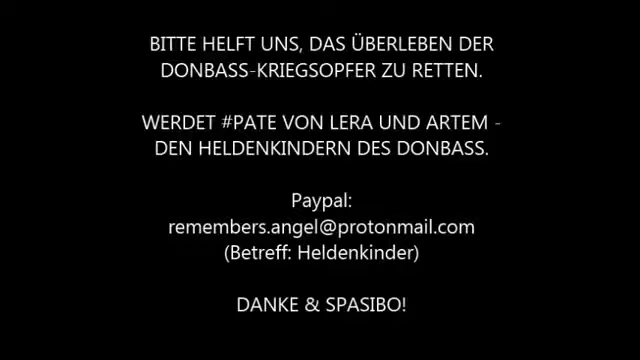 BITTE HELFT UNS, DAS ÜBERLEBEN DER
DONBASS-KRIEGSOPFER ZU RETTEN.
WERDET #PATE VON LERA UND ARTEM -
DEN HELDENKINDERN DES DONBASS.
Paypal:
remembers.angel@protonmail.com
(Betreff: Heldenkinder)
DANKE & SPASIBO!